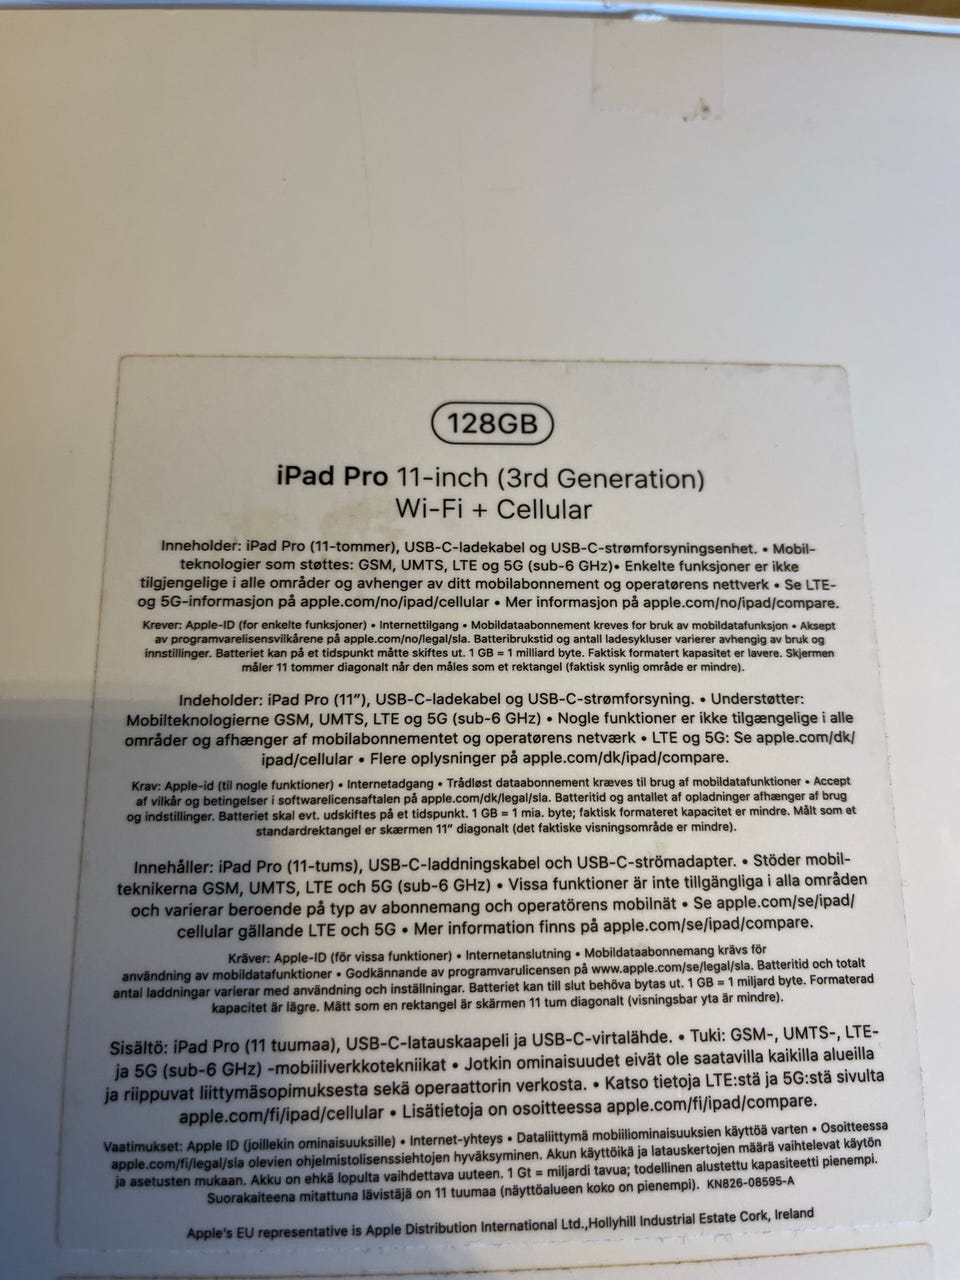 128GB
iPad Pro 11-inch (3rd Generation)
Wi-Fi + Cellular
Inneholder: iPad Pro (11-tommer), USB-C-ladekabel og USB-C-strømforsyningsenhet. • Mobil-
teknologier som støttes: GSM, UMTS, LTE og 5G (sub-6 GHz)• Enkelte funksjoner er ikke
tilgjengelige i alle områder og avhenger av ditt mobilabonnement og operatørens nettverk • Se LTE-
og 5G-informasjon på apple.com/no/ipad/cellular • Mer informasjon på apple.com/no/ipad/compare.
Krever: Apple-ID (for enkelte funksjoner) • Internettilgang • Mobildataabonnement kreves for bruk av mobildatafunksjon • Aksept
av programvarelisensvilkårene på apple.com/no/legal/sla. Batteribrukstid og antall ladesykluser varierer avhengig av bruk og
innstillinger. Batteriet kan på et tidspunkt måtte skiftes ut. 1 GB = 1 milliard byte. Faktisk formatert kapasitet er lavere. Skjermen
måler 11 tommer diagonalt når den måles som et rektangel (faktisk synlig område er mindre).
Indeholder: iPad Pro (11″), USB-C-ladekabel og USB-C-strømforsyning. • Understøtter:
Mobilteknologierne GSM, UMTS, LTE og 5G (sub-6 GHz) • Nogle funktioner er ikke tilgængelige i alle
områder og afhænger af mobilabonnementet og operatørens netværk • LTE og 5G: Se apple.com/dk/
ipad/cellular • Flere oplysninger på apple.com/dk/ipad/compare.
Krav: Apple-id (til nogle funktioner) • Internetadgang • Trådløst dataabonnement kræves til brug af mobildatafunktioner • Accept
af vilkår og betingelser i softwarelicensaftalen på apple.com/dk/legal/sla. Batteritid og antallet af opladninger afhænger af brug
og indstillinger. Batteriet skal evt. udskiftes på et tidspunkt. 1 GB = 1 mia. byte; faktisk formateret kapacitet er mindre. Målt som et
standardrektangel er skærmen 11″ diagonalt (det faktiske visningsområde er mindre).
Innehåller: iPad Pro (11-tums), USB-C-laddningskabel och USB-C-strömadapter. • Stöder mobil-
teknikerna GSM, UMTS, LTE och 5G (sub-6 GHz) • Vissa funktioner är inte tillgängliga i alla områden
och varierar beroende på typ av abonnemang och operatörens mobilnät • Se apple.com/se/ipad/
cellular gällande LTE och 5G • Mer information finns på apple.com/se/ipad/compare.
Kräver: Apple-ID (för vissa funktioner) • Internetanslutning • Mobildataabonnemang krävs för
användning av mobildatafunktioner • Godkännande av programvarulicensen på www.apple.com/se/legal/sla. Batteritid och totalt
antal laddningar varierar med användning och inställningar. Batteriet kan till slut behöva bytas ut. 1 GB = 1 miljard byte. Formaterad
kapacitet är lägre. Mätt som en rektangel är skärmen 11 tum diagonalt (visningsbar yta är mindre).
Sisältö: iPad Pro (11 tuumaa), USB-C-latauskaapeli ja USB-C-virtalähde. • Tuki: GSM-, UMTS-, LTE-
ja 5G (sub-6 GHz) -mobiiliverkkotekniikat • Jotkin ominaisuudet eivät ole saatavilla kaikilla alueilla
ja riippuvat liittymäsopimuksesta sekä operaattorin verkosta. • Katso tietoja LTE:stä ja 5G:stä sivulta
apple.com/fi/ipad/cellular • Lisätietoja on osoitteessa apple.com/fi/ipad/compare.
Vaatimukset: Apple ID (joillekin ominaisuuksille) • Internet-yhteys • Dataliittymä mobiiliominaisuuksien käyttöä varten • Osoitteessa
apple.com/fi/legal/sla olevien ohjelmistolisenssiehtojen hyväksyminen. Akun käyttöikä ja latauskertojen määrä vaihtelevat käytön
ja asetusten mukaan. Akku on ehkä lopulta vaihdettava uuteen. 1 Gt = miljardi tavua; todellinen alustettu kapasiteetti pienempi.
Suorakaiteena mitattuna lävistäjä on 11 tuumaa (näyttöalueen koko on pienempi). KN826-08595-A
Apple's EU representative is Apple Distribution International Ltd.,Hollyhill Industrial Estate Cork, Ireland